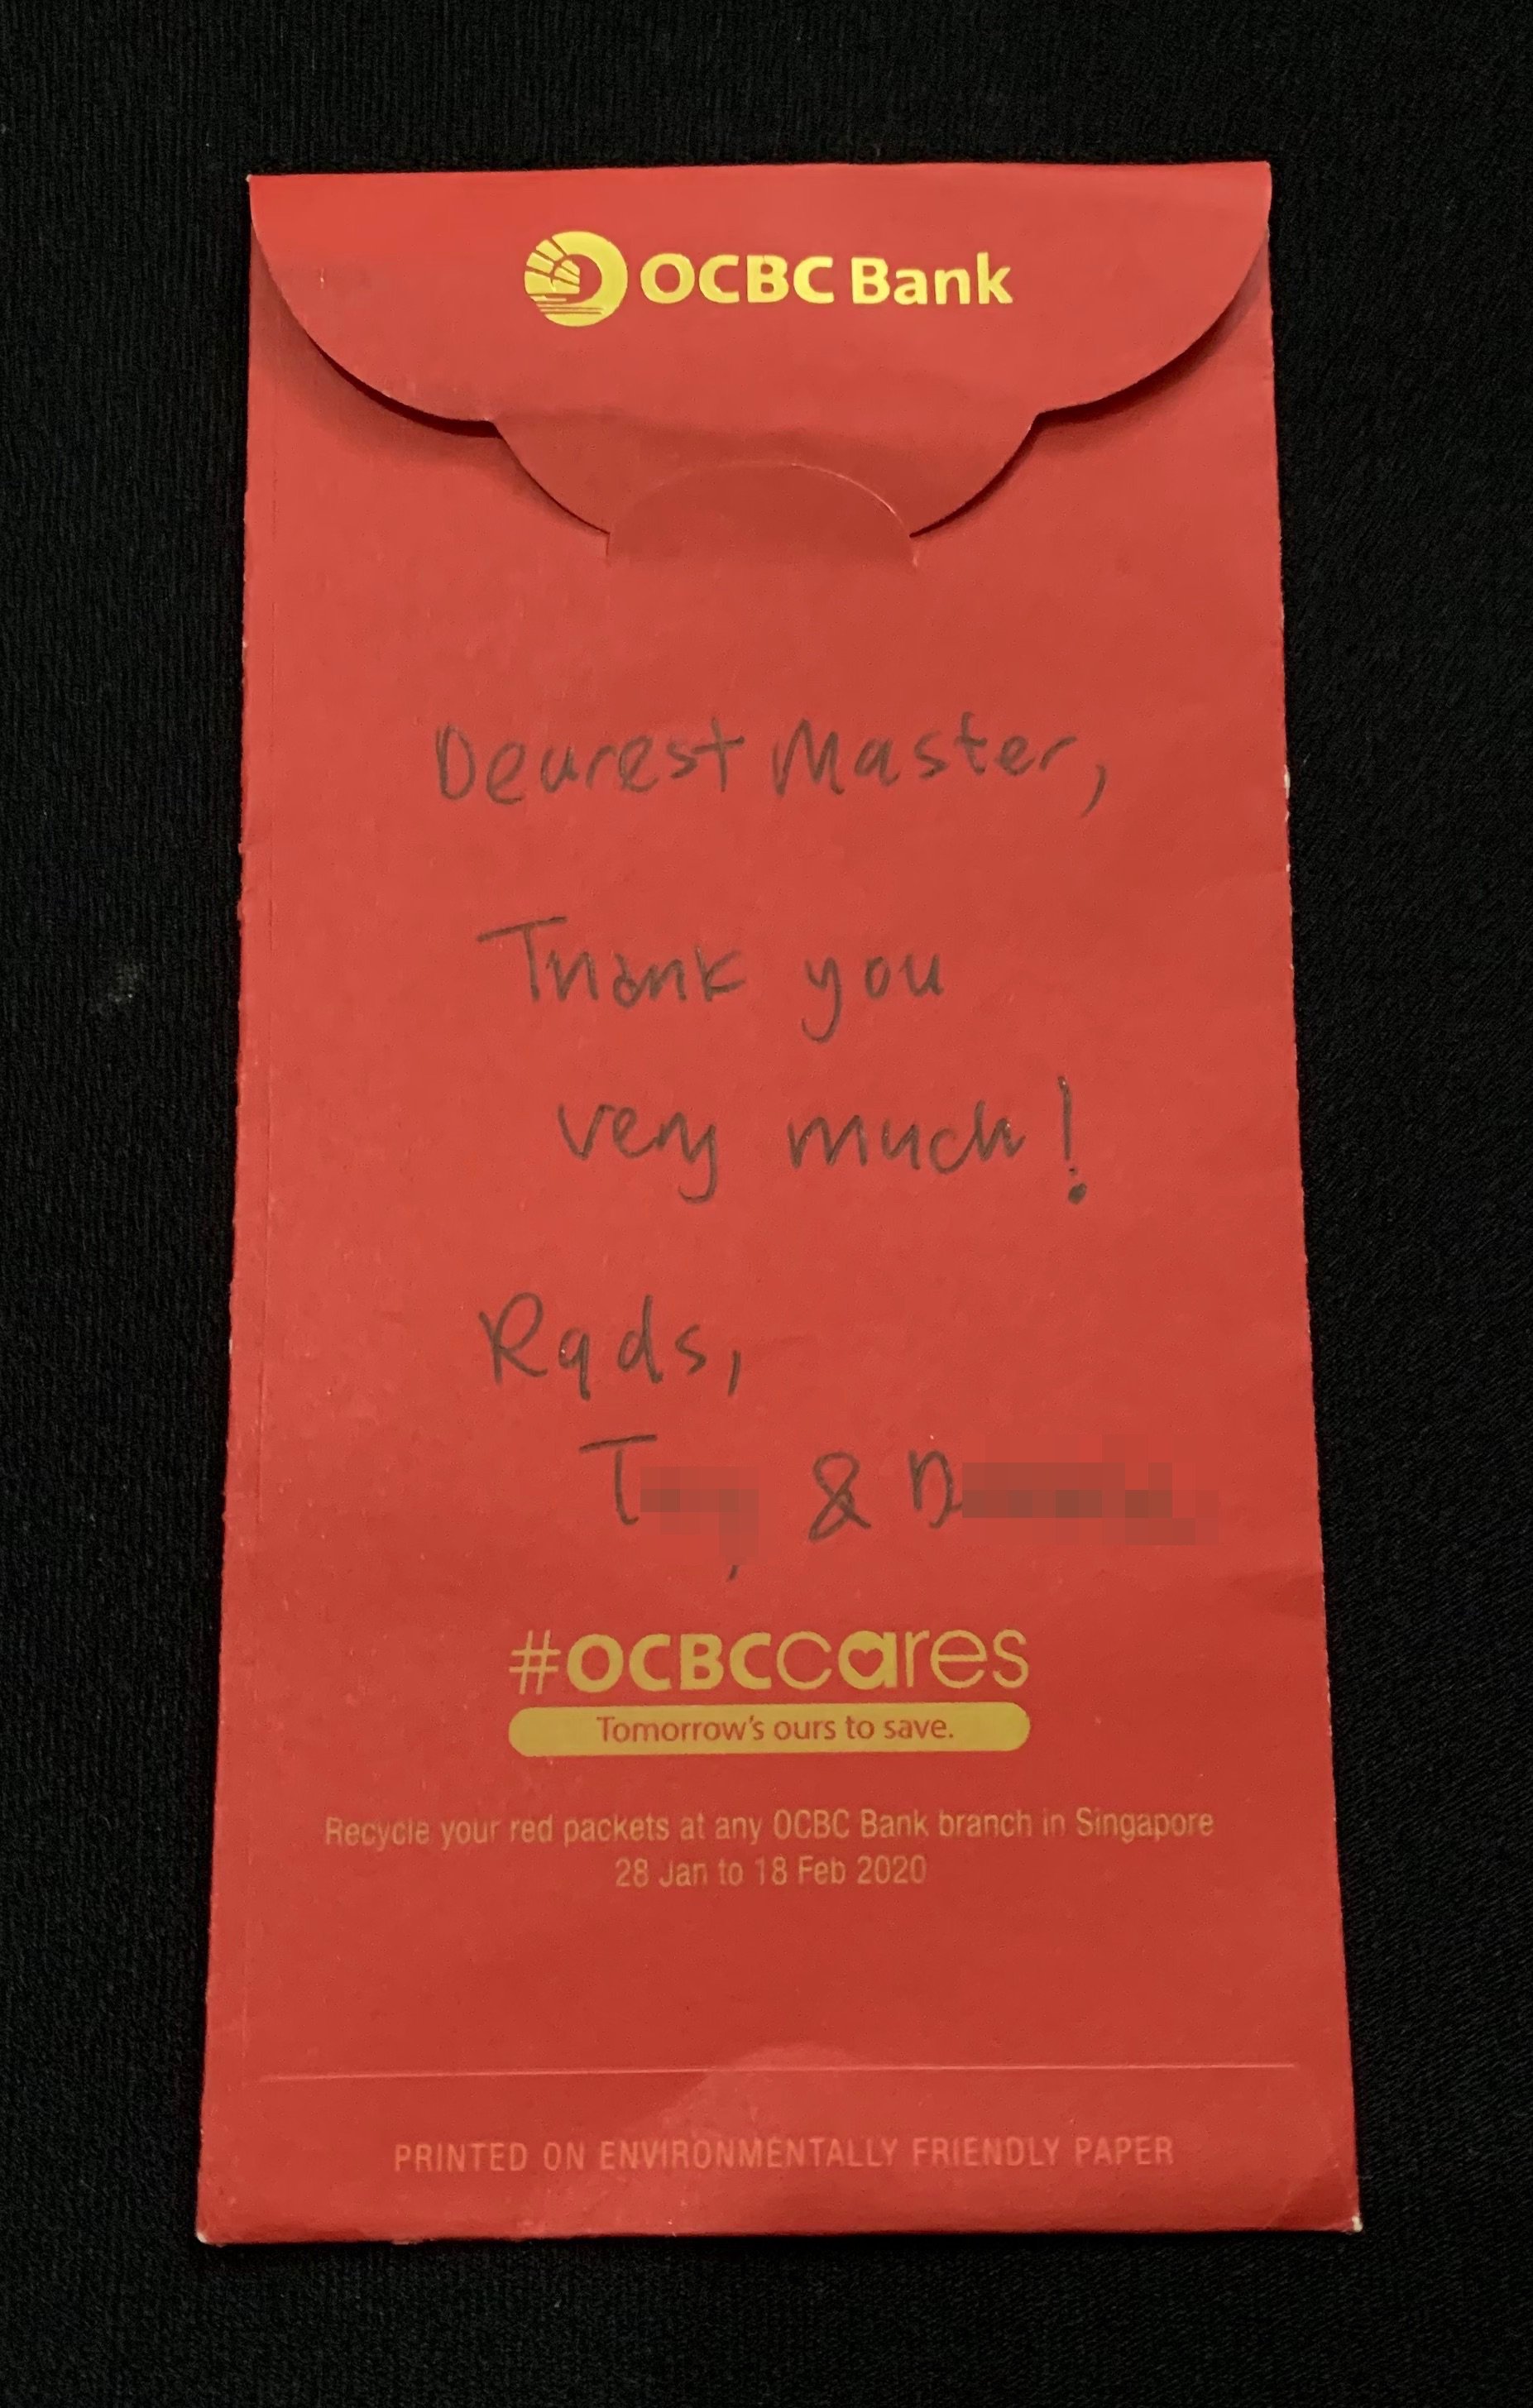 OCBC Bank
Dearest Master,
Thank you
very much!
Rgds,
&
#OCBCcares
Tomorrow's ours to save.
Recycle your red packets at any OCBC Bank branch in Singapore
28 Jan to 18 Feb 2020
PRINTED ON ENVIRONMENTALLY FRIENDLY PAPER